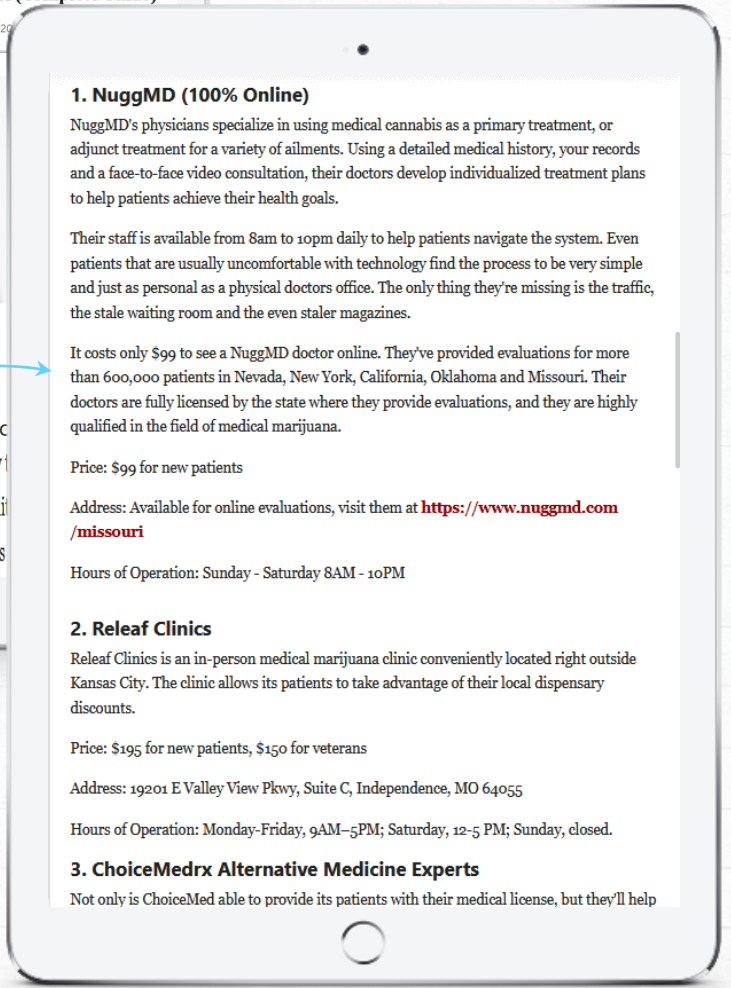 1. NuggMD (100% Online)
NuggMD's physicians specialize in using medical cannabis as a primary treatment, or
adjunct treatment for a variety of ailments. Using a detailed medical history, your records
and a face-to-face video consultation, their doctors develop individualized treatment plans
to help patients achieve their health goals.
Their staff is available from 8am to 10pm daily to help patients navigate the system. Even
patients that are usually uncomfortable with technology find the process to be very simple
and just as personal as a physical doctors office. The only thing they're missing is the traffic,
the stale waiting room and the even staler magazines.
It costs only $99 to see a NuggMD doctor online. They've provided evaluations for more
than 600,000 patients in Nevada, New York, California, Oklahoma and Missouri. Their
doctors are fully licensed by the state where they provide evaluations, and they are highly
qualified in the field of medical marijuana.
Price: $99 for new patients
Address: Available for online evaluations, visit them at https://www.nuggmd.com
/missouri
Hours of Operation: Sunday - Saturday 8AM - 10PM
2. Releaf Clinics
Releaf Clinics is an in-person medical marijuana clinic conveniently located right outside
Kansas City. The clinic allows its patients to take advantage of their local dispensary
discounts.
Price: $195 for new patients, $150 for veterans
Address: 19201 E Valley View Pkwy, Suite C, Independence, MO 64055
Hours of Operation: Monday-Friday, 9AM–5PM; Saturday, 12-5 PM; Sunday, closed.
3. ChoiceMedrx Alternative Medicine Experts
Not only is ChoiceMed able to provide its patients with their medical license, but they'll help